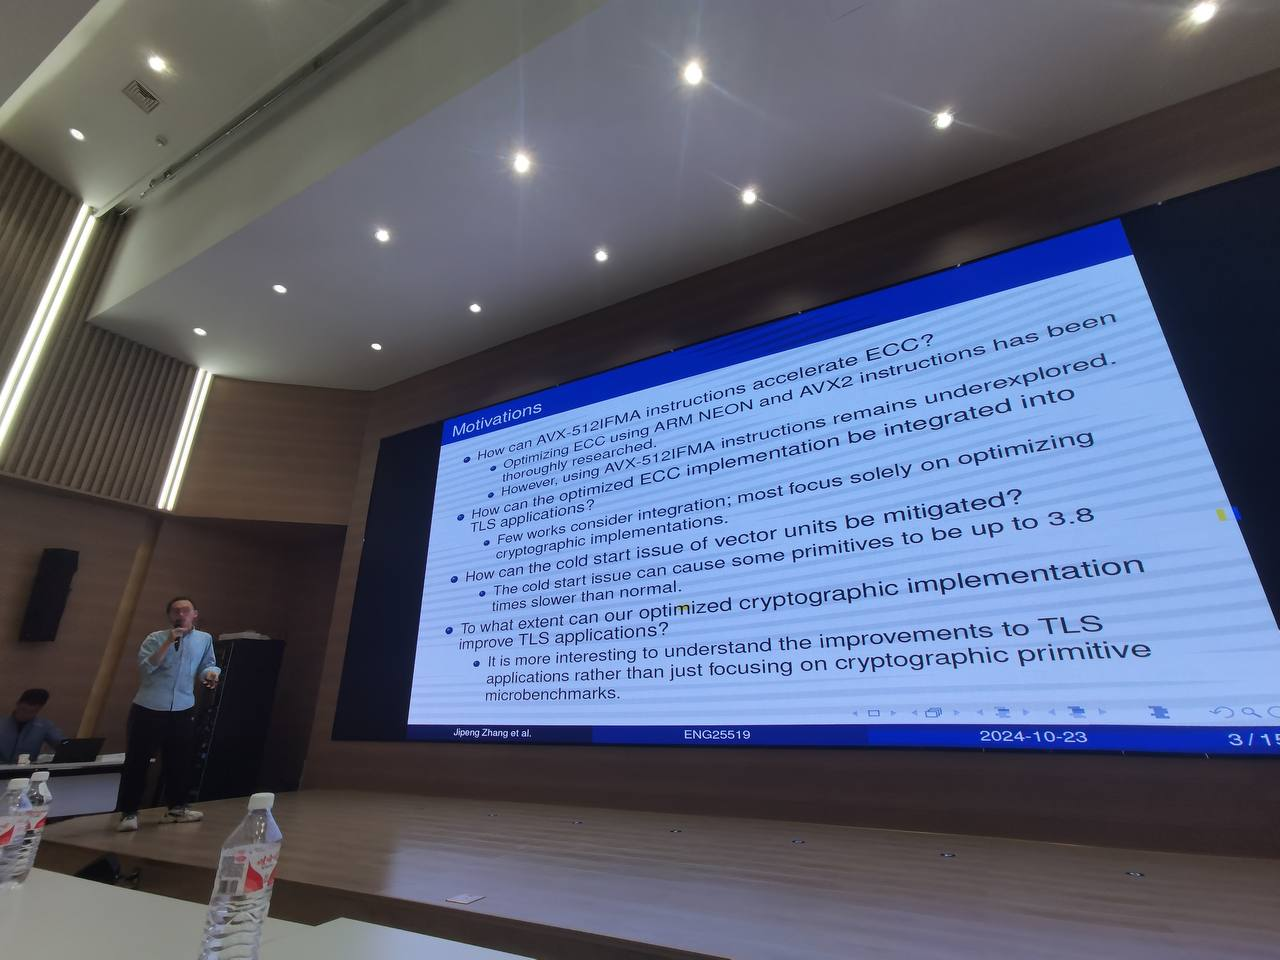 Motivations
How can AVX-512IFMA instructions accelerate ECC?
Optimizing ECC using ARM NEON and AVX2 instructions has been
thoroughly researched.
However, using AVX-512IFMA instructions remains underexplored.
How can the optimized ECC implementation be integrated into
TLS applications?
Few works consider integration; most focus solely on optimizing
cryptographic implementations.
How can the cold start issue of vector units be mitigated?
The cold start issue can cause some primitives to be up to 3.8
times slower than normal.
To what extent can our optimized cryptographic implementation
improve TLS applications?
It is more interesting to understand the improvements to TLS
applications rather than just focusing on cryptographic primitive
microbenchmarks.
Jipeng Zhang et al.
ENG25519
2024-10-23
3 / 15